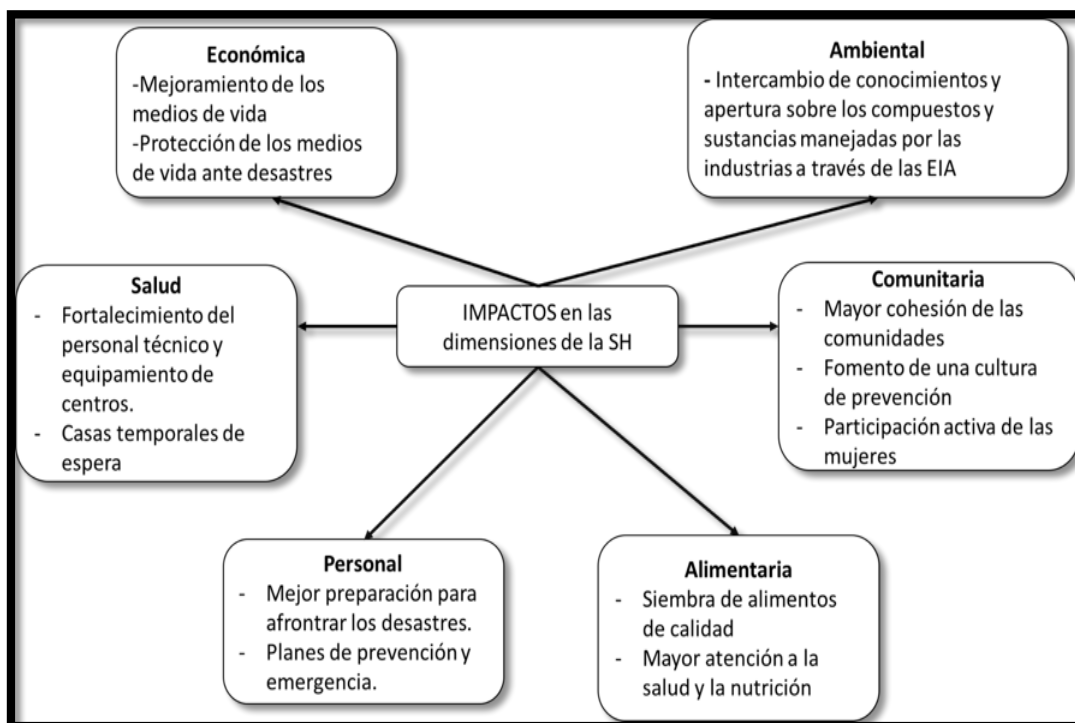 Económica
-Mejoramiento de los
medios de vida
-Protección de los medios
de vida ante desastres
Ambiental
- Intercambio de conocimientos y
apertura sobre los compuestos y
sustancias manejadas por las
industrias a través de las EIA
Salud
- Fortalecimiento del
personal técnico y
equipamiento de
centros.
- Casas temporales de
espera
IMPACTOS en las
dimensiones de la SH
Comunitaria
- Mayor cohesión de las
comunidades
- Fomento de una cultura
de prevención
- Participación activa de las
mujeres
Personal
- Mejor preparación para
afrontrar los desastres.
- Planes de prevención y
emergencia.
Alimentaria
- Siembra de alimentos
de calidad
- Mayor atención a la
salud y la nutrición